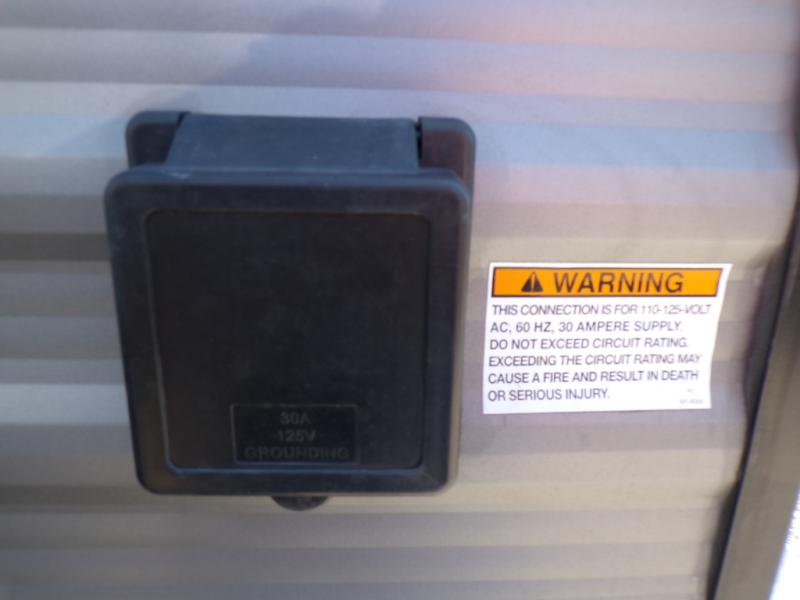 30A
125V
GROUNDING
WARNING
THIS CONNECTION IS FOR 110-125-VOLT
AC, 60 HZ, 30 AMPERE SUPPLY.
DO NOT EXCEED CIRCUIT RATING.
EXCEEDING THE CIRCUIT RATING MAY
CAUSE A FIRE AND RESULT IN DEATH
OR SERIOUS INJURY.